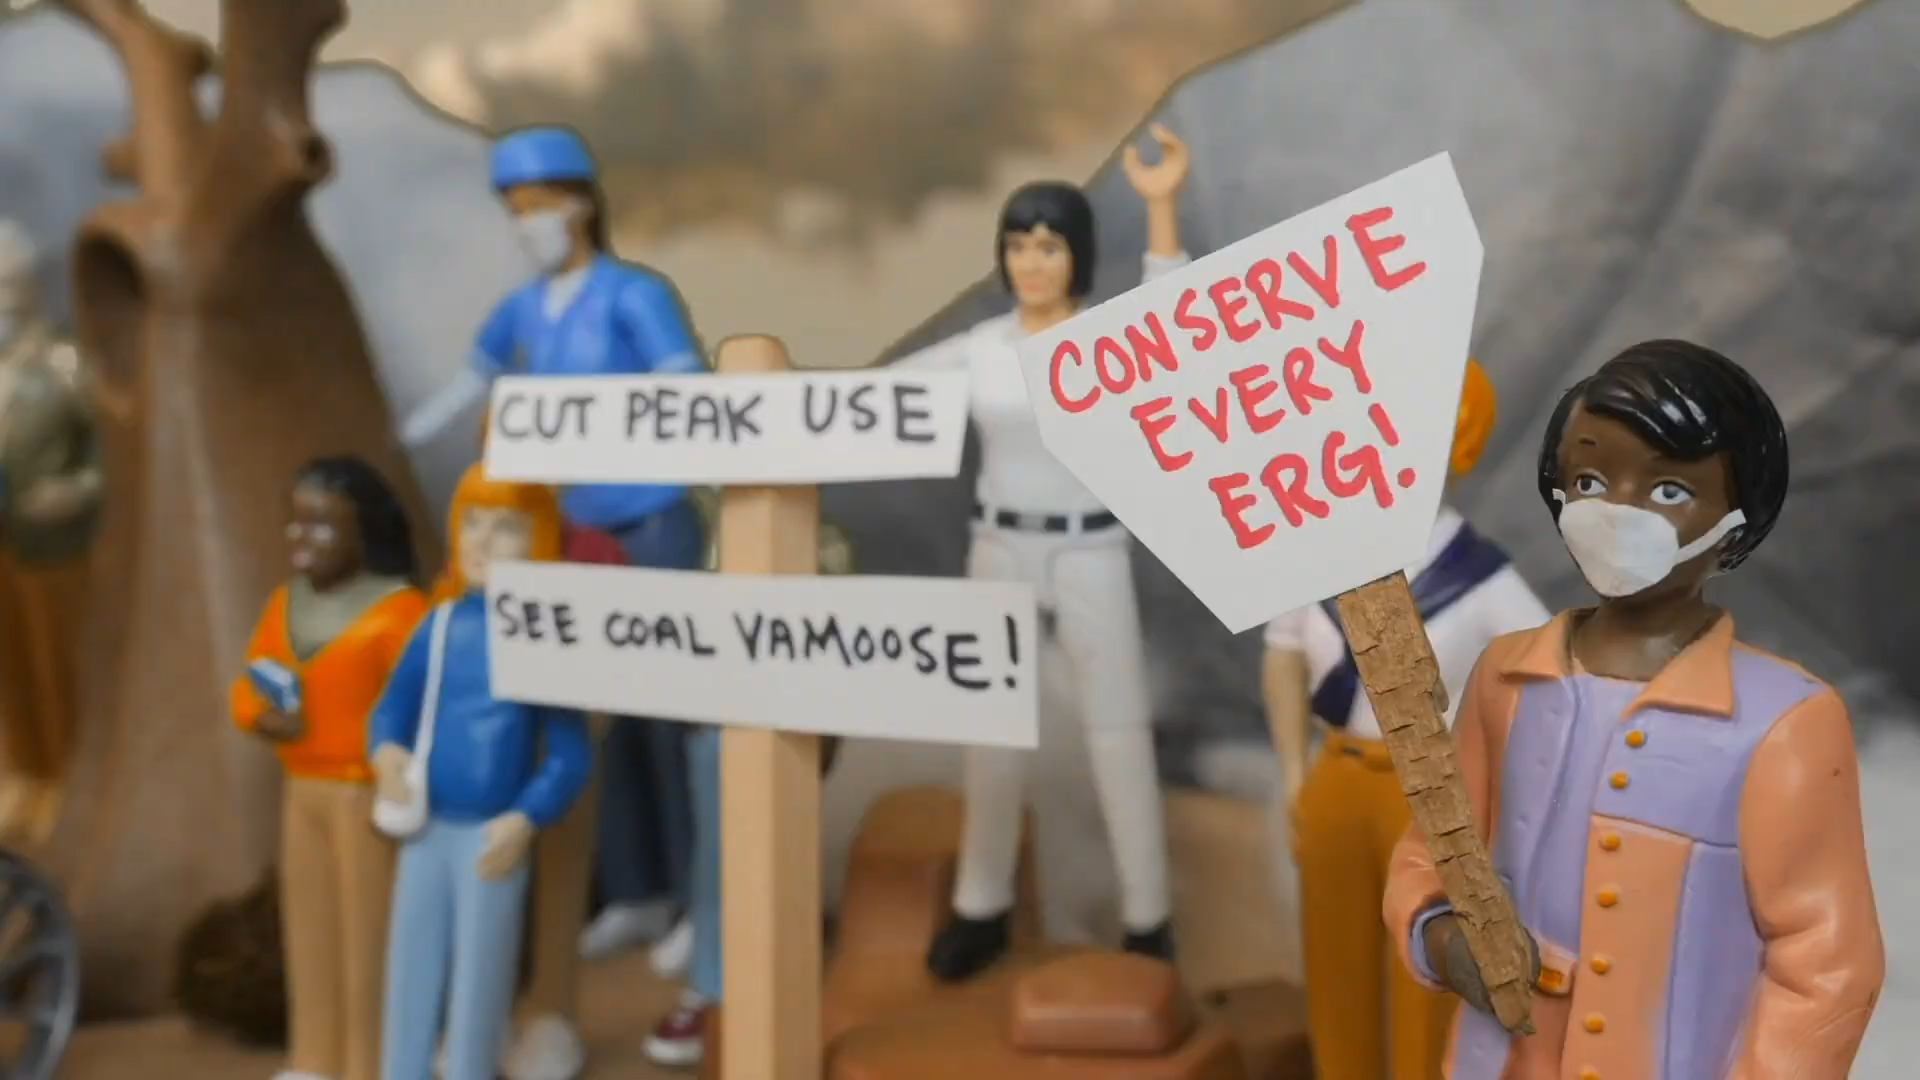 CUT PEAK USE
SEE COAL VAMOOSE!
CONSERVE
EVERY
ERG!